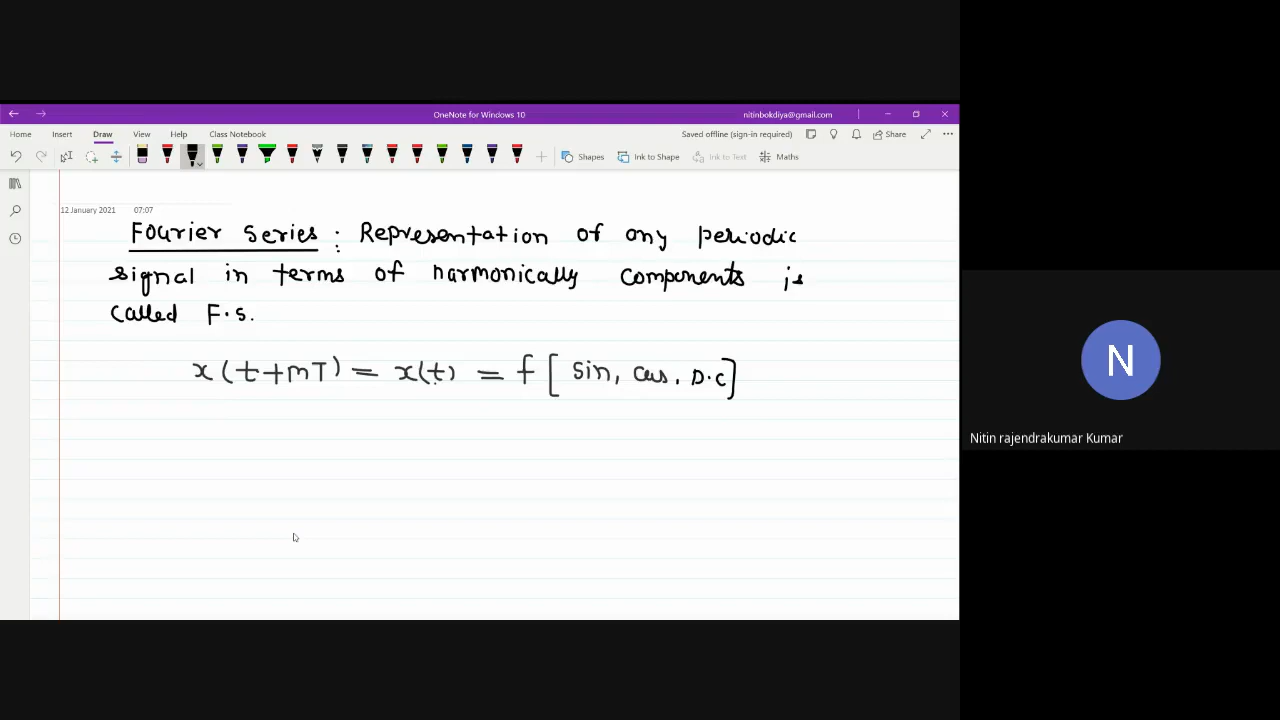 OneNote for Windows 10
nitinbokdiya@gmail.com
Home Insert Draw View Help Class Notebook
Saved offline (sign-in required) Share
Shapes Ink to Shape Ink to Text Maths
12 January 2021 07:07
Fourier series : Representation of any periodic
signal in terms of harmonically components is
called F.S.
x(t+mT) = x(t) = f[sin, cos, D.C]
N
Nitin rajendrakumar Kumar